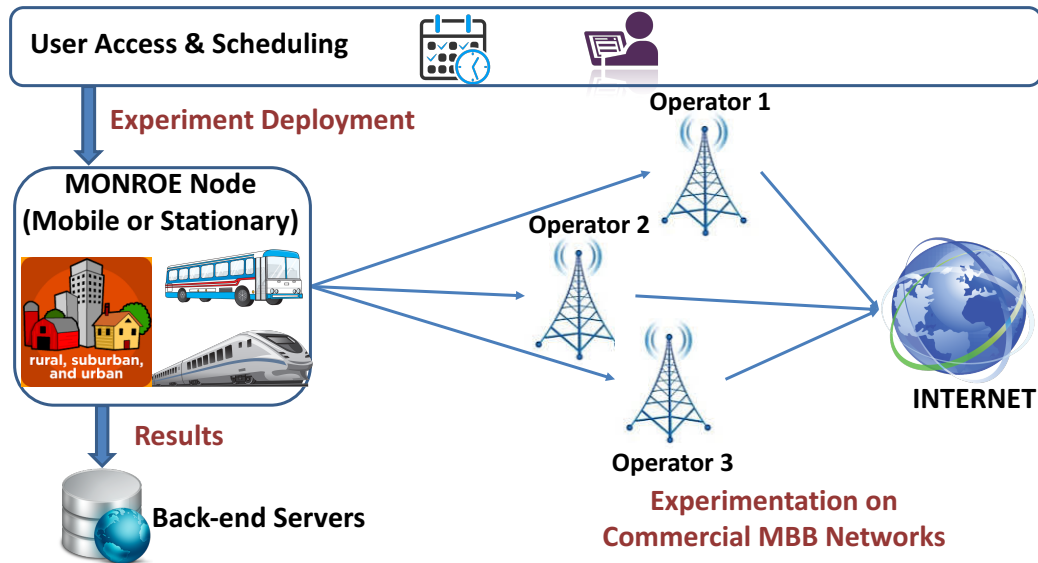 User Access & Scheduling
Operator 1
Experiment Deployment
MONROE Node
(Mobile or Stationary)
Operator 2
rural, suburban,
and urban
INTERNET
Results
Operator 3
Back-end Servers
Experimentation on
Commercial MBB Networks